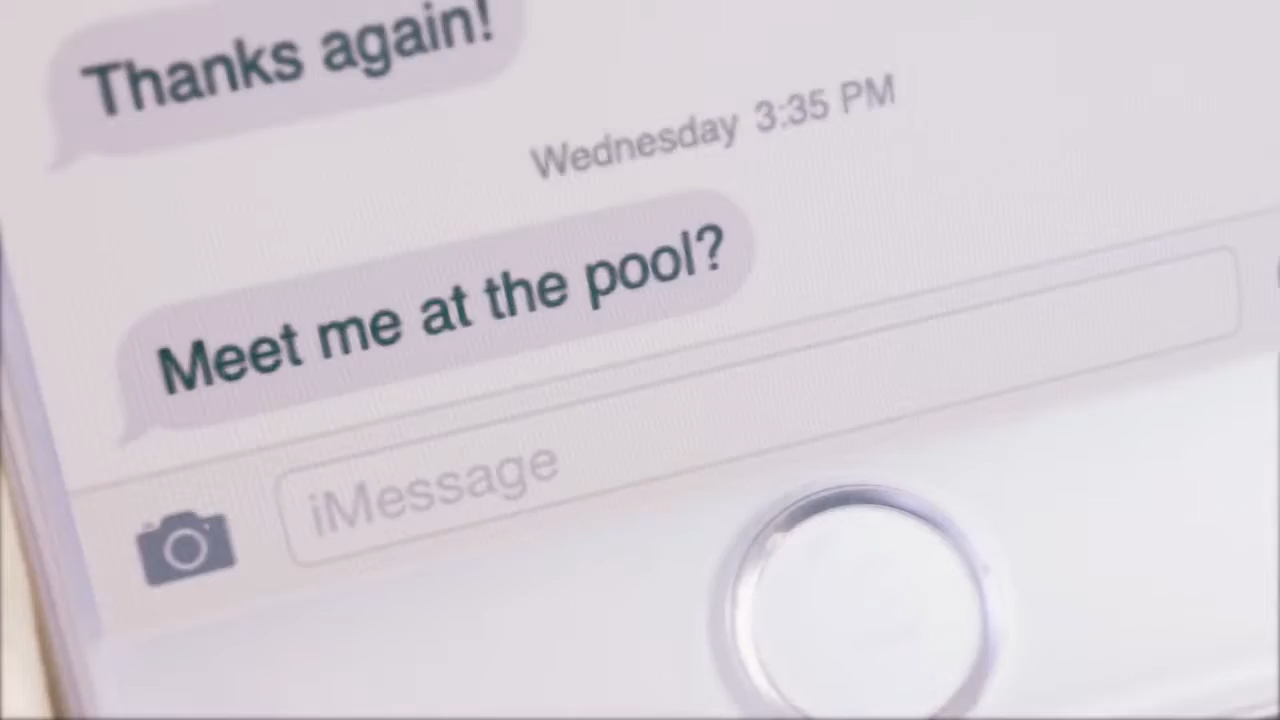 Thanks again!
Wednesday 3:35 PM
Meet me at the pool?
iMessage